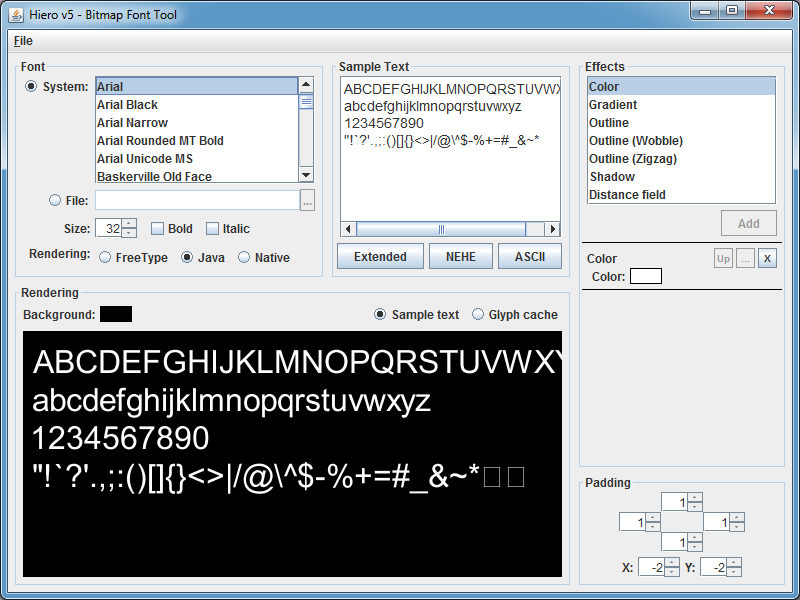 Hiero v5 - Bitmap Font Tool
File
Font
System:
Arial
Arial Black
Arial Narrow
Arial Rounded MT Bold
Arial Unicode MS
Baskerville Old Face
File:
...
Size: 32 Bold Italic
Rendering: FreeType Java Native
Sample Text
ABCDEFGHIJKLMNOPQRSTUVWX
abcdefghijklmnopqrstuvwxyz
1234567890
"!`?'.,;:()[]{}<>|/@\^$-%+=#_&~*
Extended NEHE ASCII
Effects
Color
Gradient
Outline
Outline (Wobble)
Outline (Zigzag)
Shadow
Distance field
Add
Color Up ... X
Color:
Rendering
Background: Sample text Glyph cache
ABCDEFGHIJKLMNOPQRSTUVWXY
abcdefghijklmnopqrstuvwxyz
1234567890
"!`?'.,;:()[]{}<>|/@\^$-%+=#_&~*□□
Padding
1
1 1
1
X: -2 Y: -2